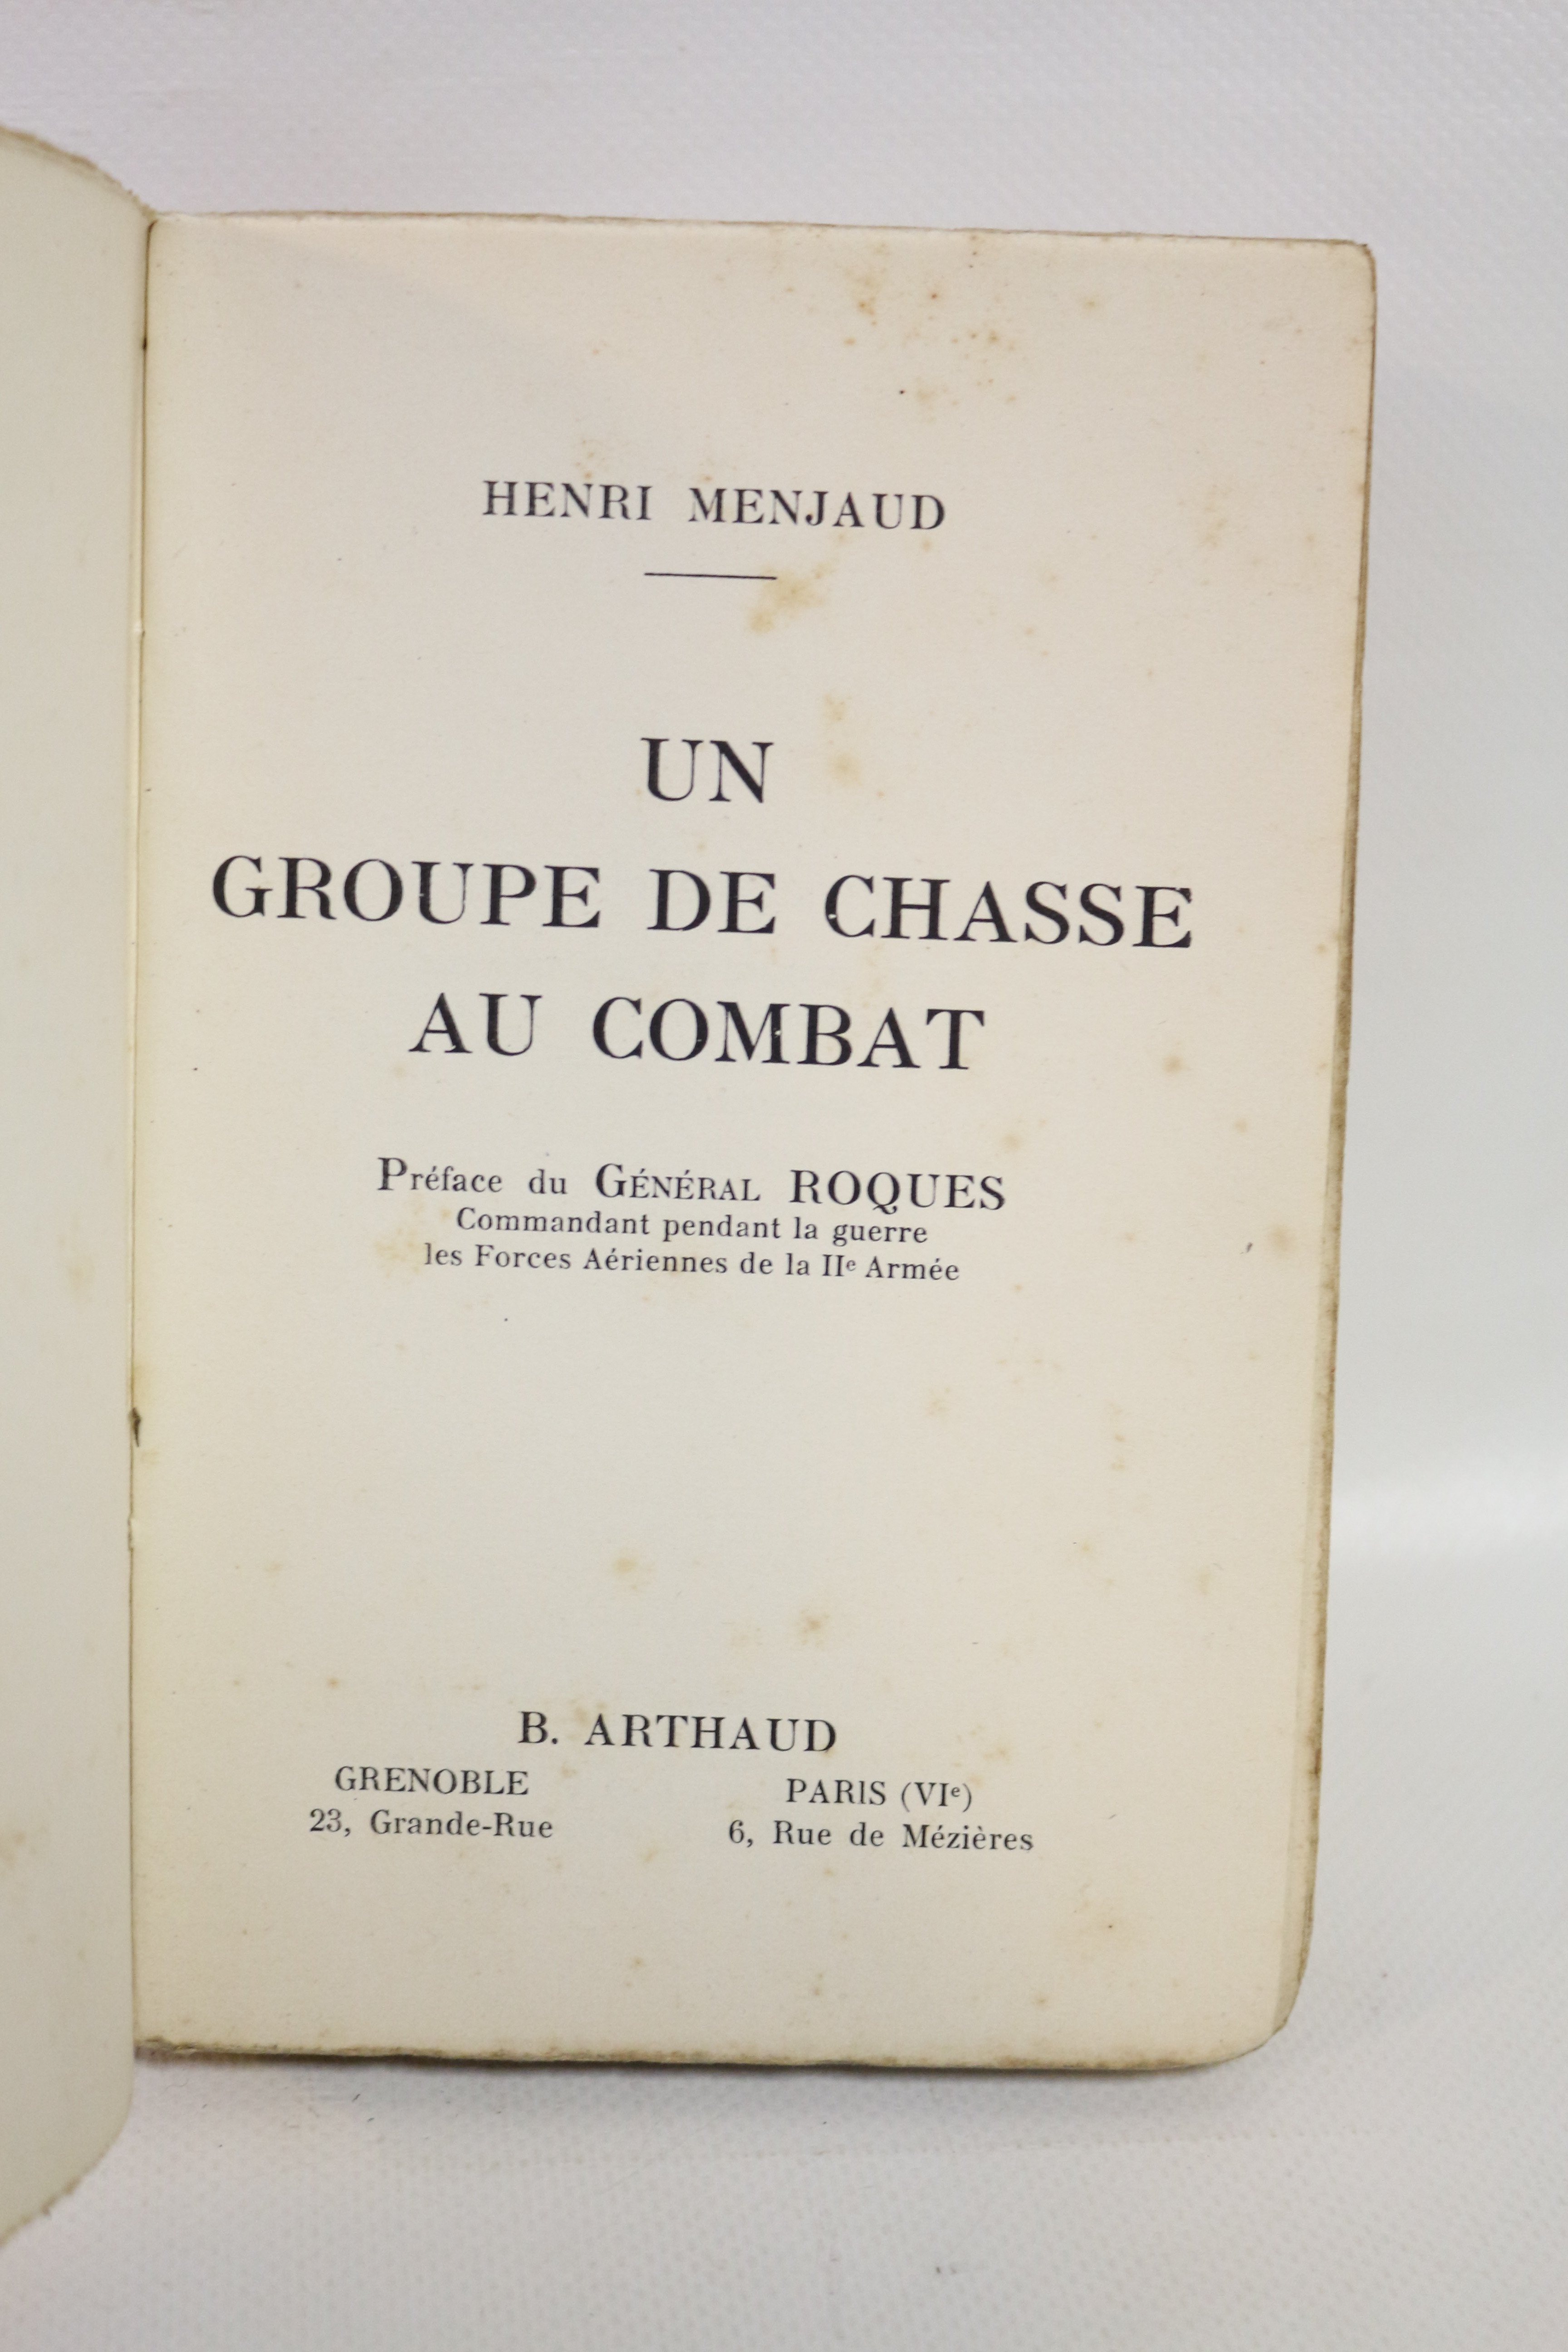 HENRI MENJAUD
UN
GROUPE DE CHASSE
AU COMBAT
Préface du GÉNÉRAL ROQUES
Commandant pendant la guerre
les Forces Aériennes de la IIe Armée
B. ARTHAUD
GRENOBLE
23, Grande-Rue
PARIS (VIe)
6, Rue de Mézières